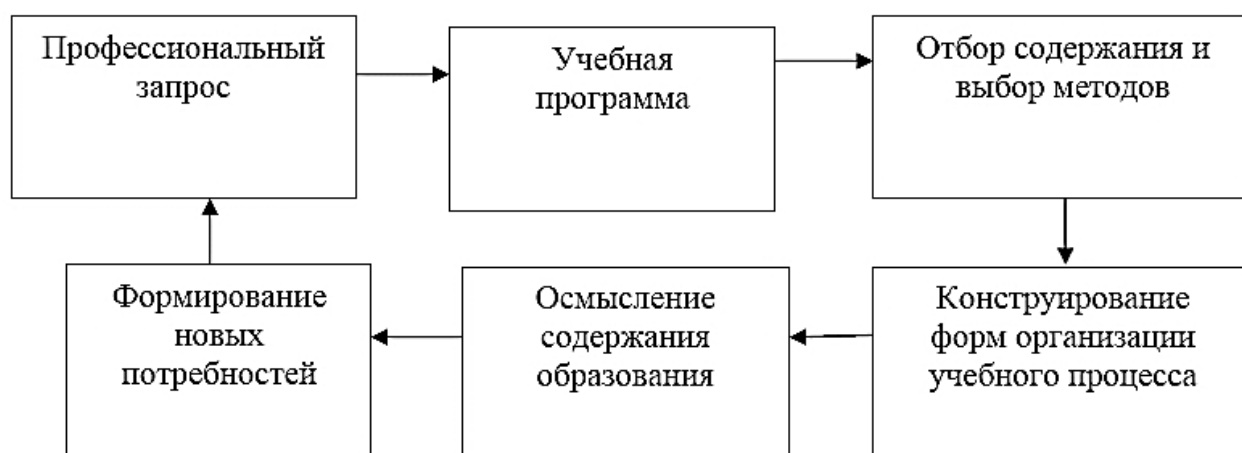 Профессиональный
запрос
Учебная
программа
Отбор содержания и
выбор методов
Формирование
новых
потребностей
Осмысление
содержания
образования
Конструирование
форм организации
учебного процесса